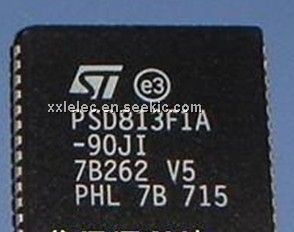 ST e3
xxlelec.en.seekic.com
PSD813F1A
-90JI
7B262 V5
PHL 7B 715